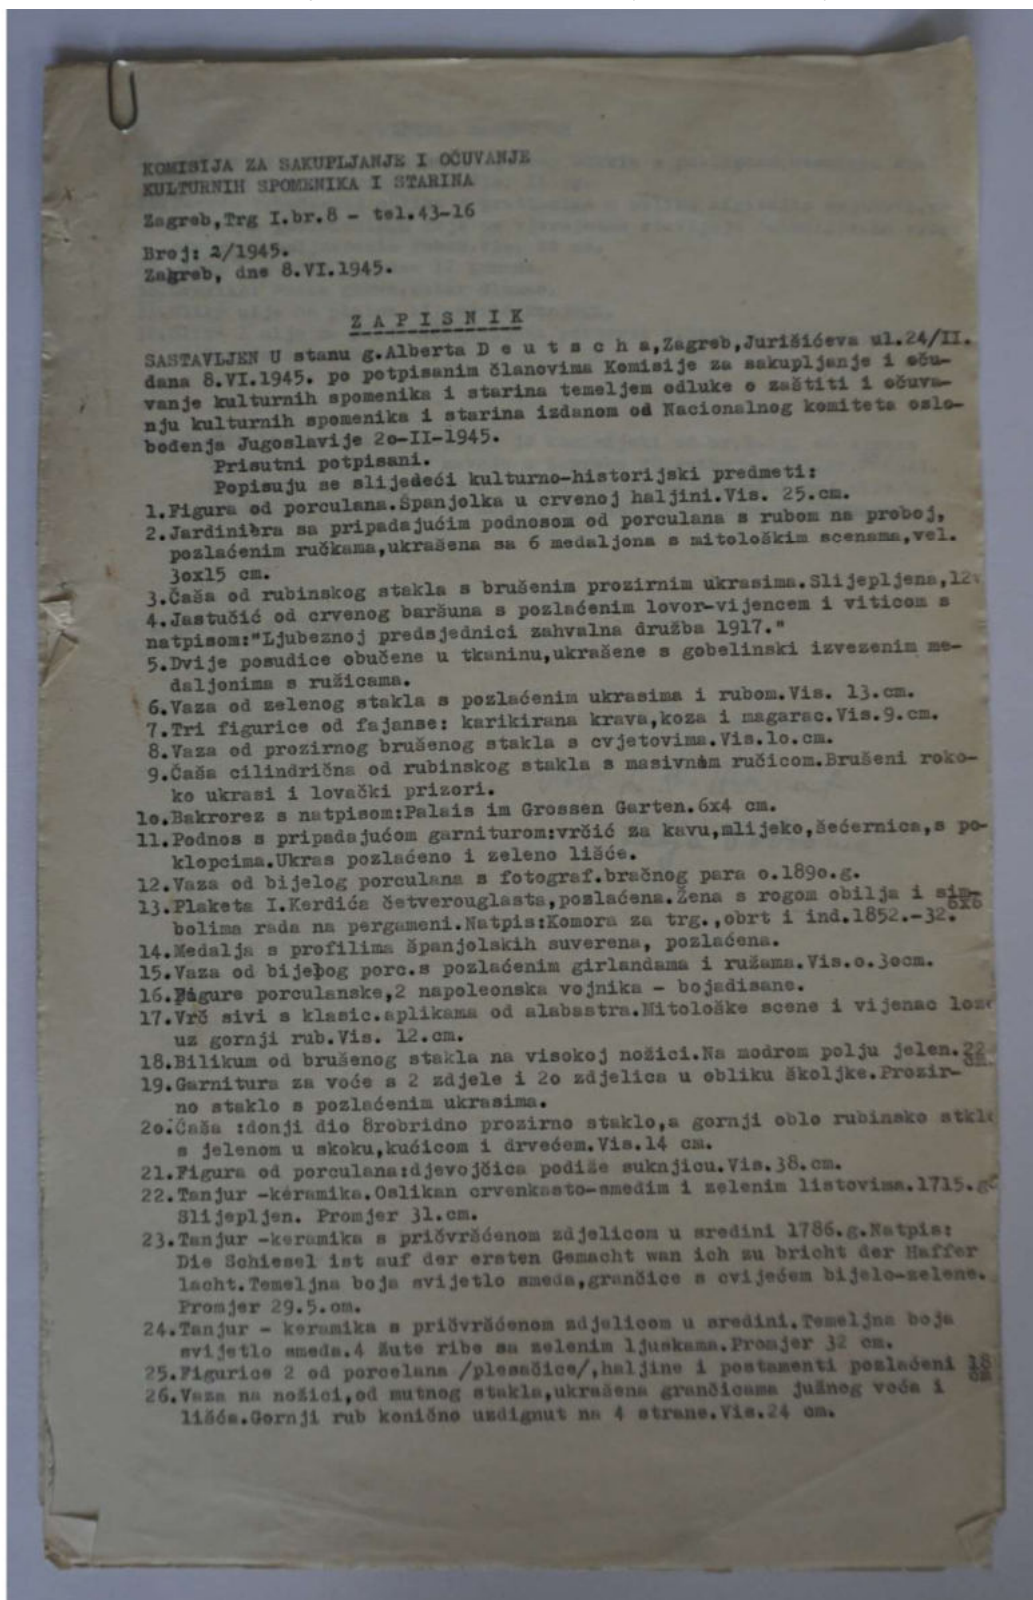 KOMISIJA ZA SAKUPLJANJE I OČUVANJE
KULTURNIH SPOMENIKA I STARINA
Zagreb,Trg I.br.8 - tel.43-16
Broj: 2/1945.
Zagreb, dne 8.VI.1945.
Z A P I S N I K
SASTAVLJEN U stanu g.Alberta D e u t s c h a,Zagreb,Jurišićeva ul.24/II.
dana 8.VI.1945. po potpisanim članovima Komisije za sakupljanje i oču-
vanje kulturnih spomenika i starina temeljem odluke o zaštiti i očuva-
nju kulturnih spomenika i starina izdanom od Nacionalnog komiteta oslo-
bođenja Jugoslavije 2o-II-1945.
Prisutni potpisani.
Popisuju se slijedeći kulturno-historijski predmeti:
1.Figura od porculana.Španjolka u crvenoj haljini.Vis. 25.cm.
2.Jardiniera sa pripadajućim podnosom od porculana s rubom na proboj,
pozlaćenim ručkama,ukrašena sa 6 medaljona s mitološkim scenama,vel.
3ox15 cm.
3.Čaša od rubinskog stakla s brušenim prozirnim ukrasima.Slijepljena,12
4.Jastučić od crvenog baršuna s pozlaćenim lovor-vijencem i viticom s
natpisom:"Ljubeznoj predsjednici zahvalna družba 1917."
5.Dvije posudice obučene u tkaninu,ukrašene s gobelinski izvezenim me-
daljonima s ružicama.
6.Vaza od zelenog stakla s pozlaćenim ukrasima i rubom.Vis. 13.cm.
7.Tri figurice od fajanse: karikirana krava,koza i magarac.Vis.9.cm.
8.Vaza od prozirnog brušenog stakla s cvjetovima.Vis.1o.cm.
9.Čaša cilindrična od rubinskog stakla s masivnom ručicom.Brušeni roko-
ko ukrasi i lovački prizori.
1o.Bakrorez s natpisom:Palais im Grossen Garten.6x4 cm.
11.Podnos s pripadajućom garniturom:vrčić za kavu,mlijeko,šećernica,s po-
klopcima.Ukras pozlaćeno i zeleno lišće.
12.Vaza od bijelog porculana s fotograf.bračnog para o.189o.g.
13.Plaketa I.Kerdića četverouglasta,pozlaćena.Žena s rogom obilja i sim-
bolima rada na pergameni.Natpis:Komora za trg.,obrt i ind.1852.-32. 6x6
14.Medalja s profilima španjolskih suverena, pozlaćena.
15.Vaza od bijelog porc.s pozlaćenim girlandama i ružama.Vis.o.3ocm.
16.Figure porculanske,2 napoleonska vojnika - bojadisane.
17.Vrč sivi s klasic.aplikama od alabastra.Mitološke scene i vijenac loze
uz gornji rub.Vis. 12.cm.
18.Bilikum od brušenog stakla na visokoj nožici.Na modrom polju jelen.22 cm.
19.Garnitura za voće s 2 zdjele i 2o zdjelica u obliku školjke.Prozir-
no staklo s pozlaćenim ukrasima.
2o.Čaša :donji dio 8robridno prozirno staklo,a gornji oblo rubinsko stkl
s jelenom u skoku,kućicom i drvećem.Vis.14 cm.
21.Figura od porculana:djevojčica podiže suknjicu.Vis.38.cm.
22.Tanjur -keramika.Oslikan crvenkasto-smeđim i zelenim listovima.1715.g
Slijepljen. Promjer 31.cm.
23.Tanjur -keramika s pričvršćenom zdjelicom u sredini 1786.g.Natpis:
Die Schiesel ist auf der ersten Gemacht wan ich zu bricht der Haffer
lacht.Temeljna boja svijetlo smeđa,grančice s cvijećem bijelo-zelene.
Promjer 29.5.cm.
24.Tanjur - keramika s pričvršćenom zdjelicom u sredini.Temeljna boja
svijetlo smeđa.4 žute ribe sa zelenim ljuskama.Promjer 32 cm.
25.Figurice 2 od porcelana /plesačice/,haljine i postamenti pozlaćeni 18 cm
26.Vaza na nožici,od mutnog stakla,ukrašena grančicama južnog voća i
lišća.Gornji rub konično uzdignut na 4 strane.Vis.24 cm.